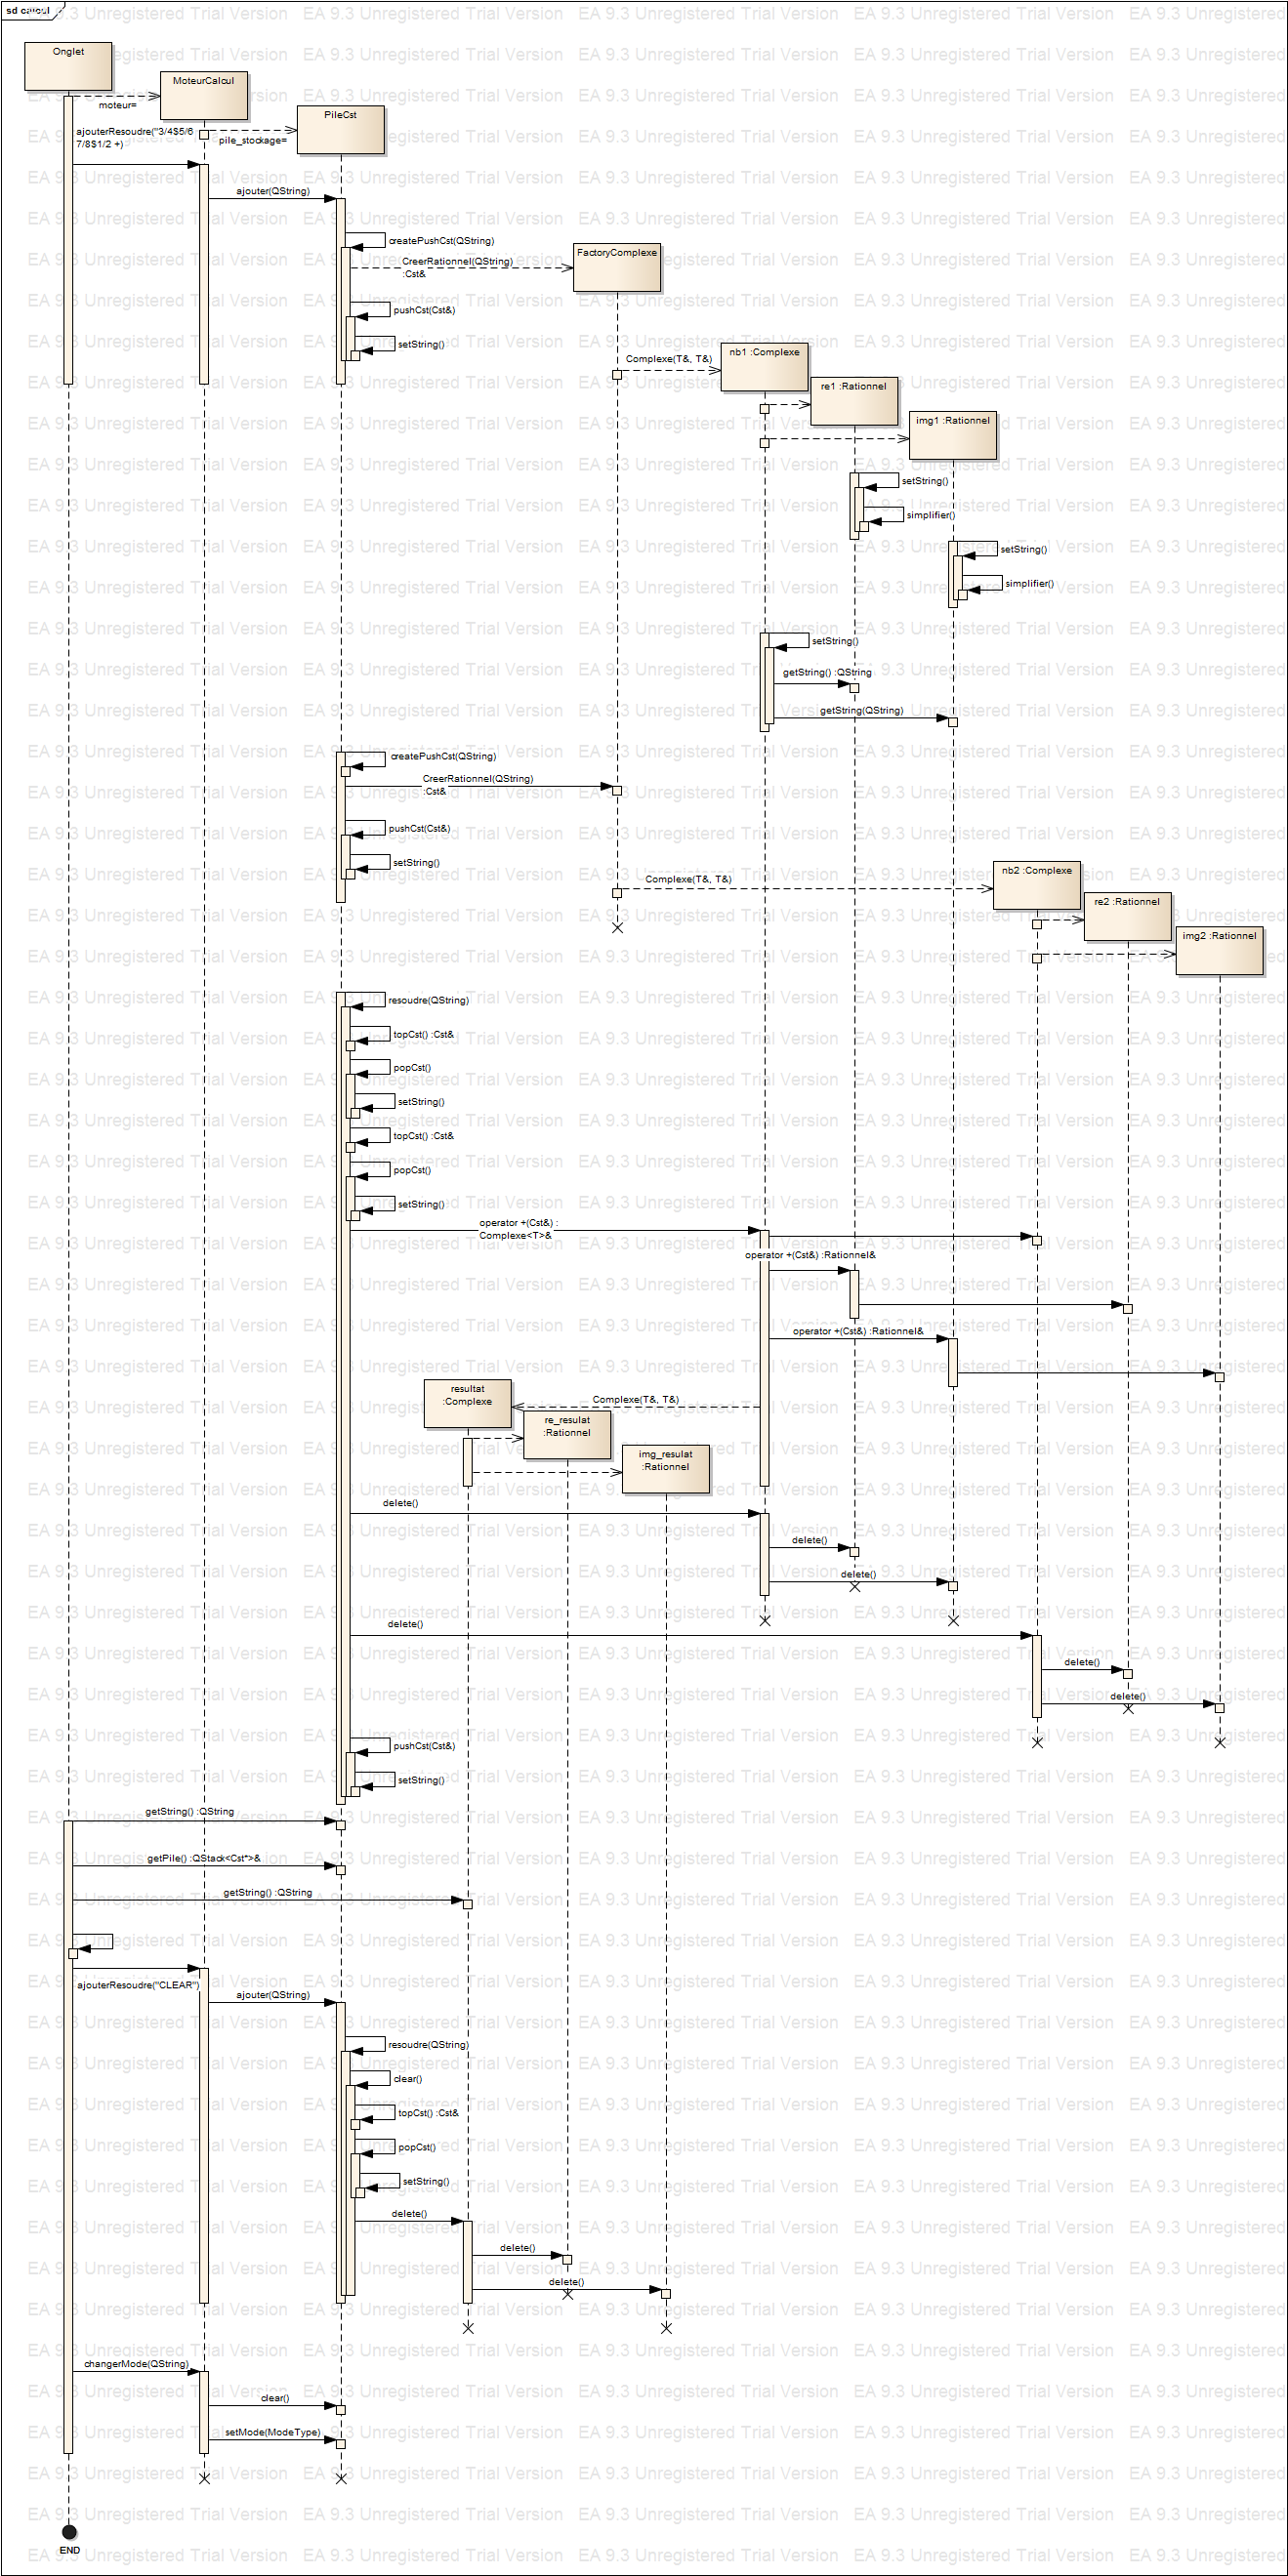 sd calcul
Onglet
MoteurCalcul
moteur=
PileCst
ajouterResoudre("3/4$5/6
7/8$1/2 +)
pile_stockage=
ajouter(QString)
createPushCst(QString)
FactoryComplexe
CreerRationnel(QString)
:Cst&
pushCst(Cst&)
setString()
nb1 :Complexe
Complexe(T&, T&)
re1 :Rationnel
img1 :Rationnel
setString()
simplifier()
setString()
simplifier()
setString()
getString() :QString
getString(QString)
createPushCst(QString)
CreerRationnel(QString)
:Cst&
pushCst(Cst&)
setString()
nb2 :Complexe
Complexe(T&, T&)
re2 :Rationnel
img2 :Rationnel
resoudre(QString)
topCst() :Cst&
popCst()
setString()
topCst() :Cst&
popCst()
setString()
operator +(Cst&) :
Complexe<T>&
operator +(Cst&) :Rationnel&
operator +(Cst&) :Rationnel&
resultat
:Complexe
Complexe(T&, T&)
re_resulat
:Rationnel
img_resulat
:Rationnel
delete()
delete()
delete()
delete()
delete()
delete()
pushCst(Cst&)
setString()
getString() :QString
getPile() :QStack<Cst*>&
getString() :QString
ajouterResoudre("CLEAR")
ajouter(QString)
resoudre(QString)
clear()
topCst() :Cst&
popCst()
setString()
delete()
delete()
delete()
changerMode(QString)
clear()
setMode(ModeType)
END
EA 9.3 Unregistered Trial Version